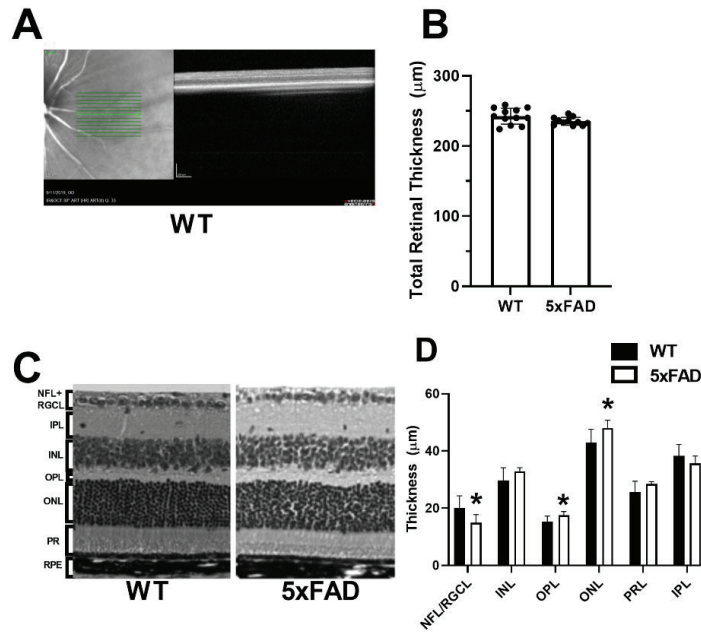 A
WT
B
Total Retinal Thickness (μm)
300
200
100
0
WT
5xFAD
C
NFL+
RGCL
IPL
INL
OPL
ONL
PR
RPE
WT
5xFAD
D
WT
5xFAD
Thickness (μm)
60
40
20
0
*
*
*
NFL/RGCL
INL
OPL
ONL
PRL
IPL